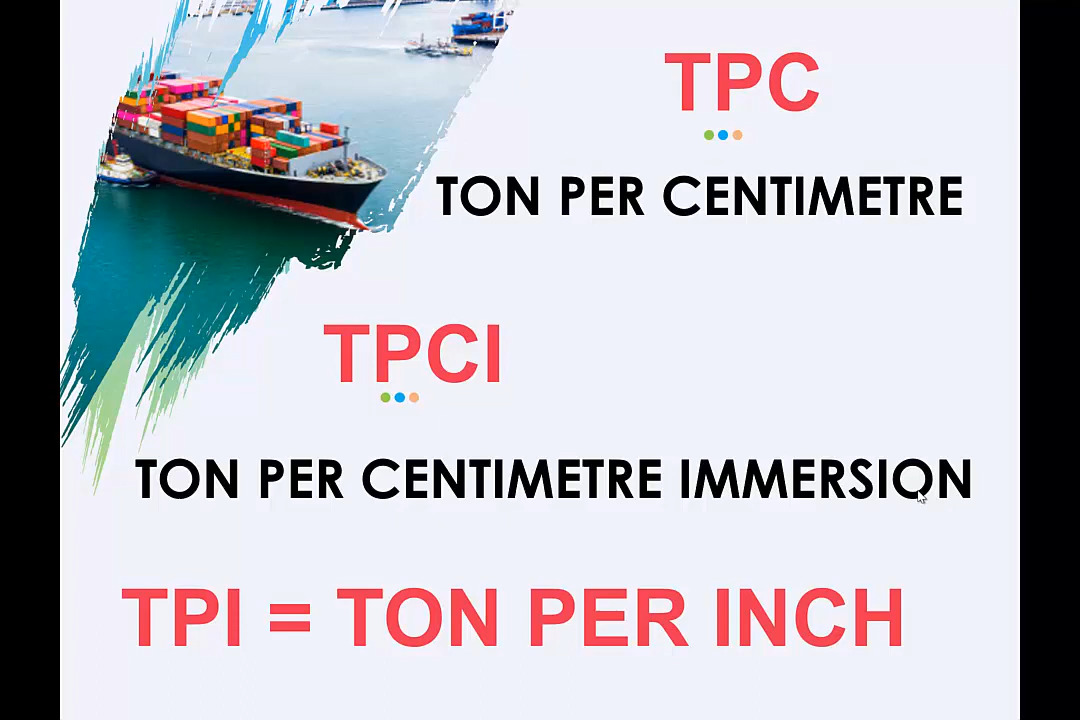 TPC
TON PER CENTIMETRE
TPCI
TON PER CENTIMETRE IMMERSION
TPI = TON PER INCH